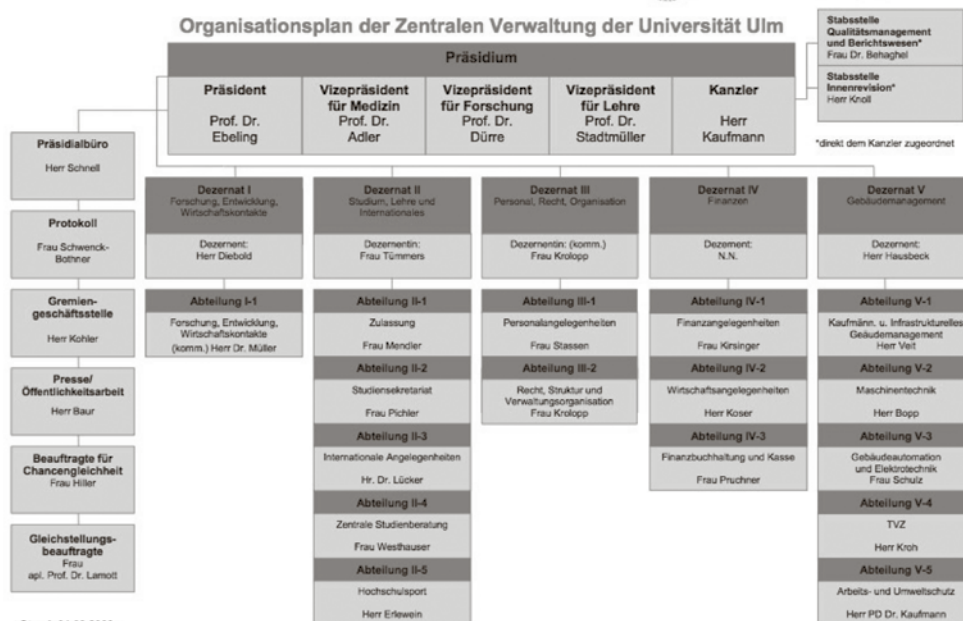 Organisationsplan der Zentralen Verwaltung der Universität Ulm
Präsidium
Präsident
Prof. Dr.
Ebeling
Vizepräsident
für Medizin
Prof. Dr.
Adler
Vizepräsident
für Forschung
Prof. Dr.
Dürre
Vizepräsident
für Lehre
Prof. Dr.
Stadtmüller
Kanzler
Herr
Kaufmann
Stabsstelle
Qualitätsmanagement
und Berichtswesen*
Frau Dr. Behaghel
Stabsstelle
Innenrevision*
Herr Knoll
*direkt dem Kanzler zugeordnet
Präsidialbüro
Herr Schnell
Protokoll
Frau Schwenck-
Bothner
Gremien-
geschäftsstelle
Herr Kohler
Presse/
Öffentlichkeitsarbeit
Herr Baur
Beauftragte für
Chancengleichheit
Frau Hiller
Gleichstellungs-
beauftragte
Frau
apl. Prof. Dr. Lamott
Dezernat I
Forschung, Entwicklung,
Wirtschaftskontakte
Dezernent:
Herr Diebold
Abteilung I-1
Forschung, Entwicklung,
Wirtschaftskontakte
(komm.) Herr Dr. Müller
Dezernat II
Studium, Lehre und
Internationales
Dezernentin:
Frau Tümmers
Abteilung II-1
Zulassung
Frau Mendler
Abteilung II-2
Studiensekretariat
Frau Pichler
Abteilung II-3
Internationale Angelegenheiten
Hr. Dr. Lücker
Abteilung II-4
Zentrale Studienberatung
Frau Westhauser
Abteilung II-5
Hochschulsport
Herr Erlewein
Dezernat III
Personal, Recht, Organisation
Dezernentin: (komm.)
Frau Krolopp
Abteilung III-1
Personalangelegenheiten
Frau Stassen
Abteilung III-2
Recht, Struktur und
Verwaltungsorganisation
Frau Krolopp
Dezernat IV
Finanzen
Dezernent:
N.N.
Abteilung IV-1
Finanzangelegenheiten
Frau Kirsinger
Abteilung IV-2
Wirtschaftsangelegenheiten
Herr Koser
Abteilung IV-3
Finanzbuchhaltung und Kasse
Frau Pruchner
Dezernat V
Gebäudemanagement
Dezernent:
Herr Hausbeck
Abteilung V-1
Kaufmänn. u. Infrastrukturelles
Geäudemanagement
Herr Veit
Abteilung V-2
Maschinentechnik
Herr Bopp
Abteilung V-3
Gebäudeautomation
und Elektrotechnik
Frau Schulz
Abteilung V-4
TVZ
Herr Kroh
Abteilung V-5
Arbeits- und Umweltschutz
Herr PD Dr. Kaufmann